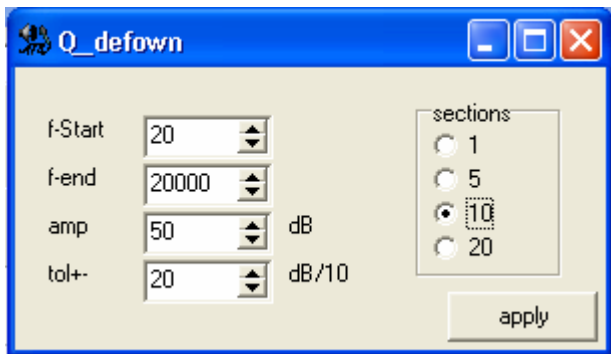 Q_defown
f-Start 20
f-end 20000
amp 50 dB
tol+- 20 dB/10
sections
1
5
10
20
apply